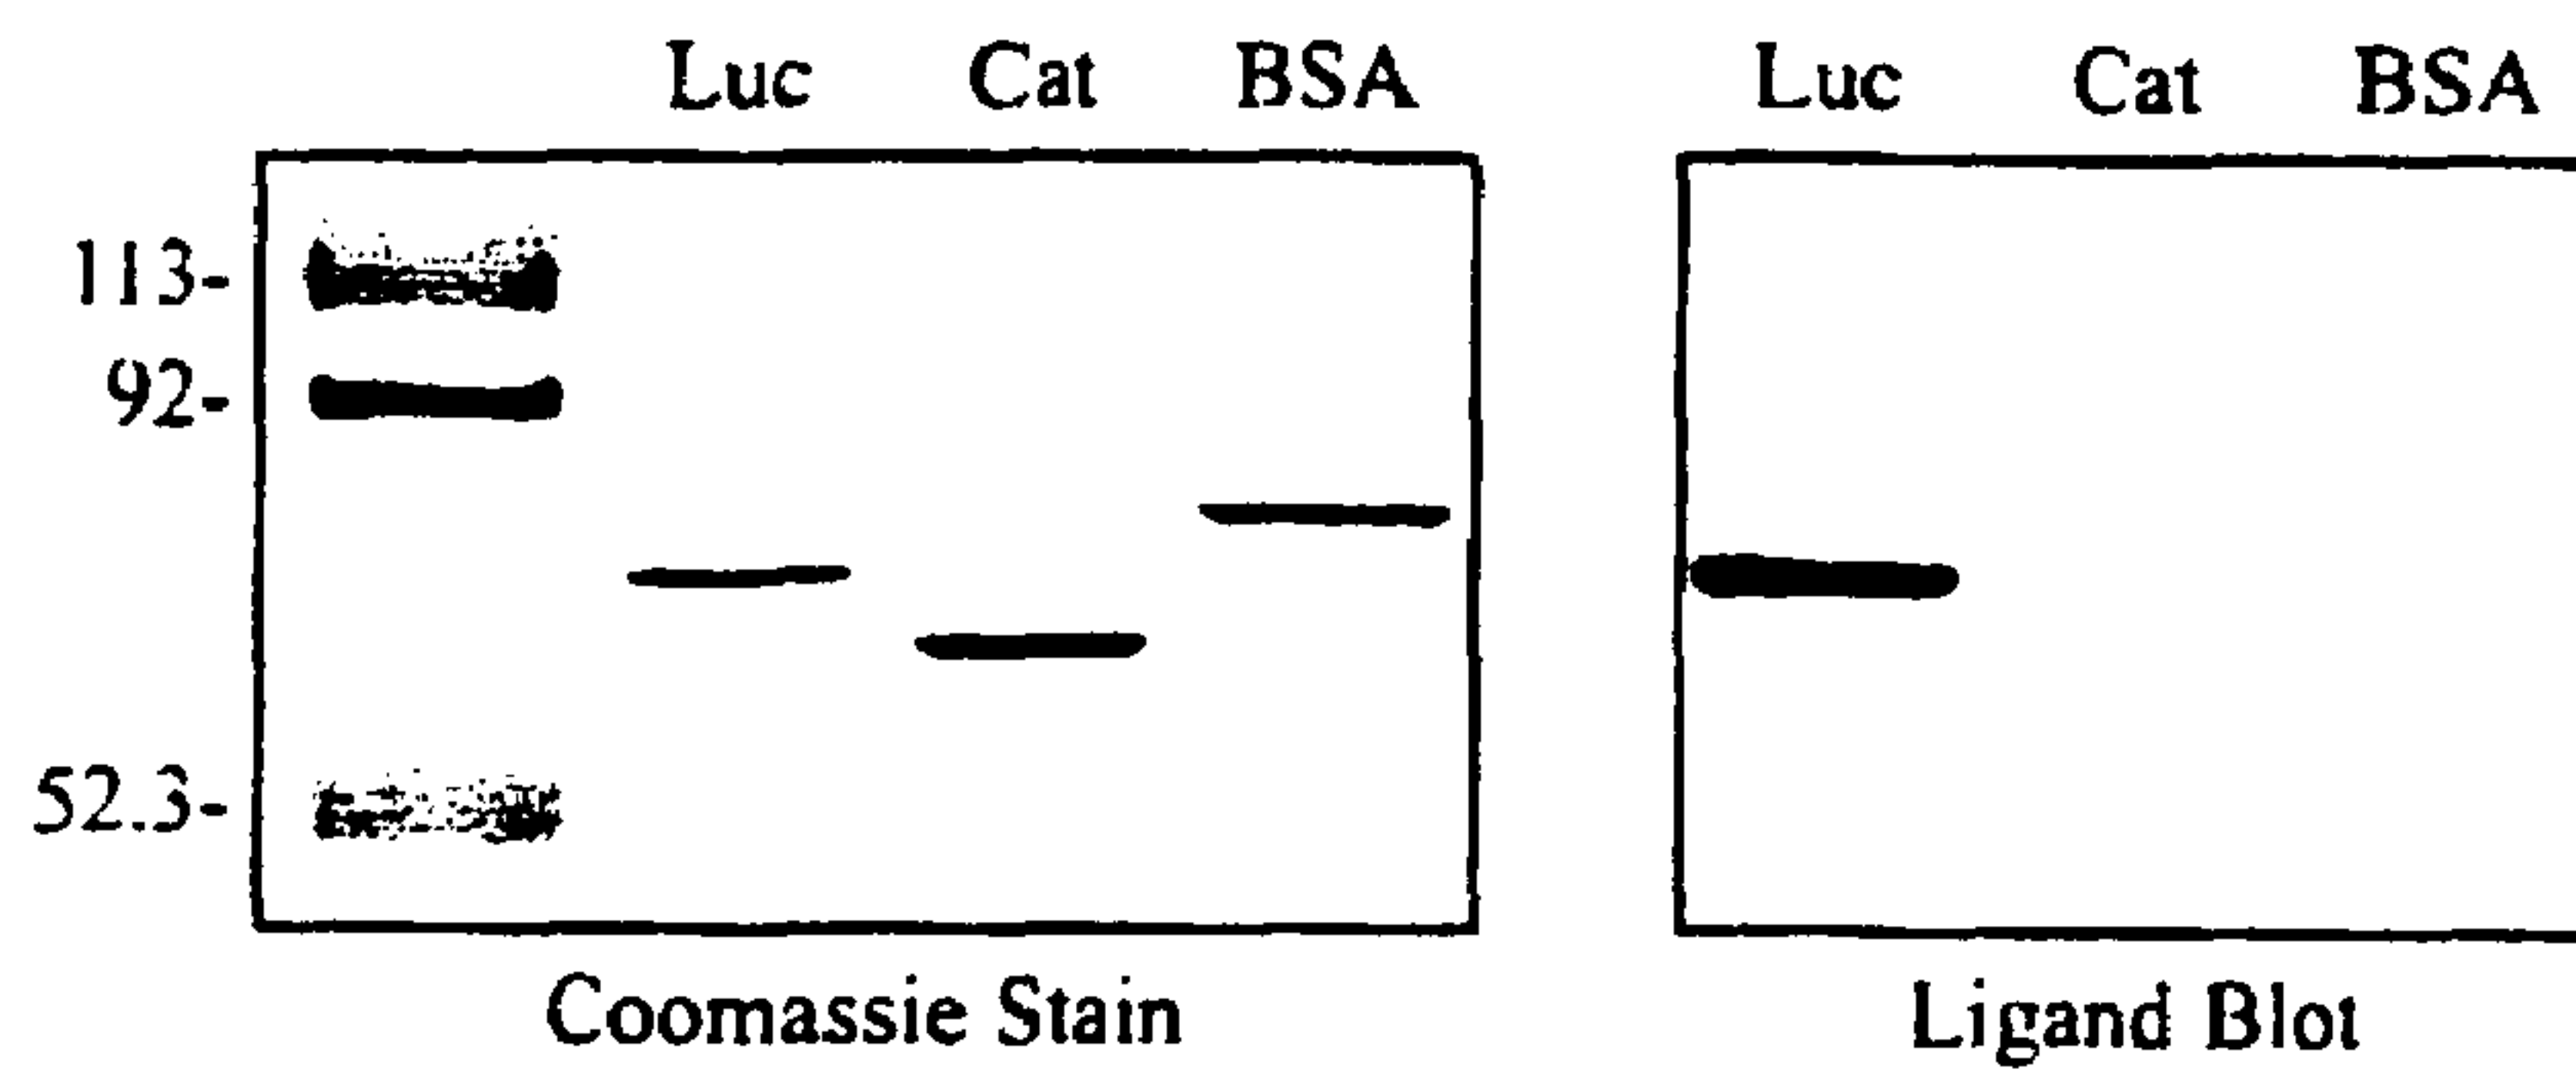 Luc Cat BSA Luc Cat BSA
113-
92-
52.3-
Coomassie Stain Ligand Blot